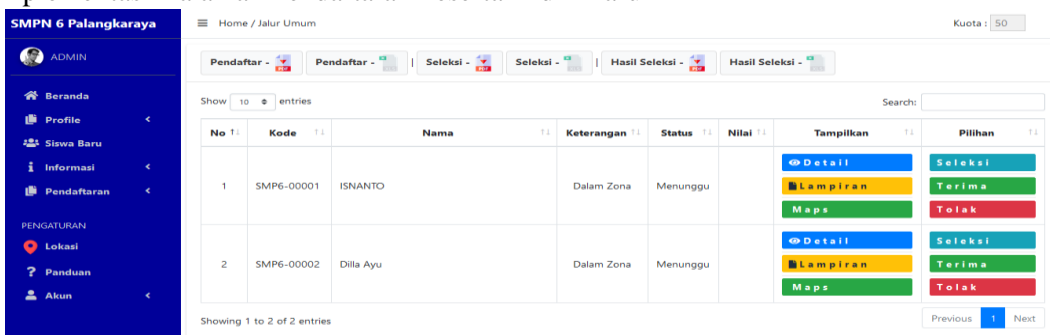 SMPN 6 Palangkaraya
Home / Jalur Umum
Kuota : 50
ADMIN
Pendaftar -
Pendaftar -
|
Seleksi -
Seleksi -
|
Hasil Seleksi -
Hasil Seleksi -
Beranda
Profile
Siswa Baru
Informasi
Pendaftaran
PENGATURAN
Lokasi
Panduan
Akun
Show 10 entries
Search:
No Kode Nama Keterangan Status Nilai Tampilkan Pilihan
1 SMP6-00001 ISNANTO Dalam Zona Menunggu
Detail
Lampiran
Maps
Seleksi
Terima
Tolak
2 SMP6-00002 Dilla Ayu Dalam Zona Menunggu
Detail
Lampiran
Maps
Seleksi
Terima
Tolak
Showing 1 to 2 of 2 entries
Previous 1 Next